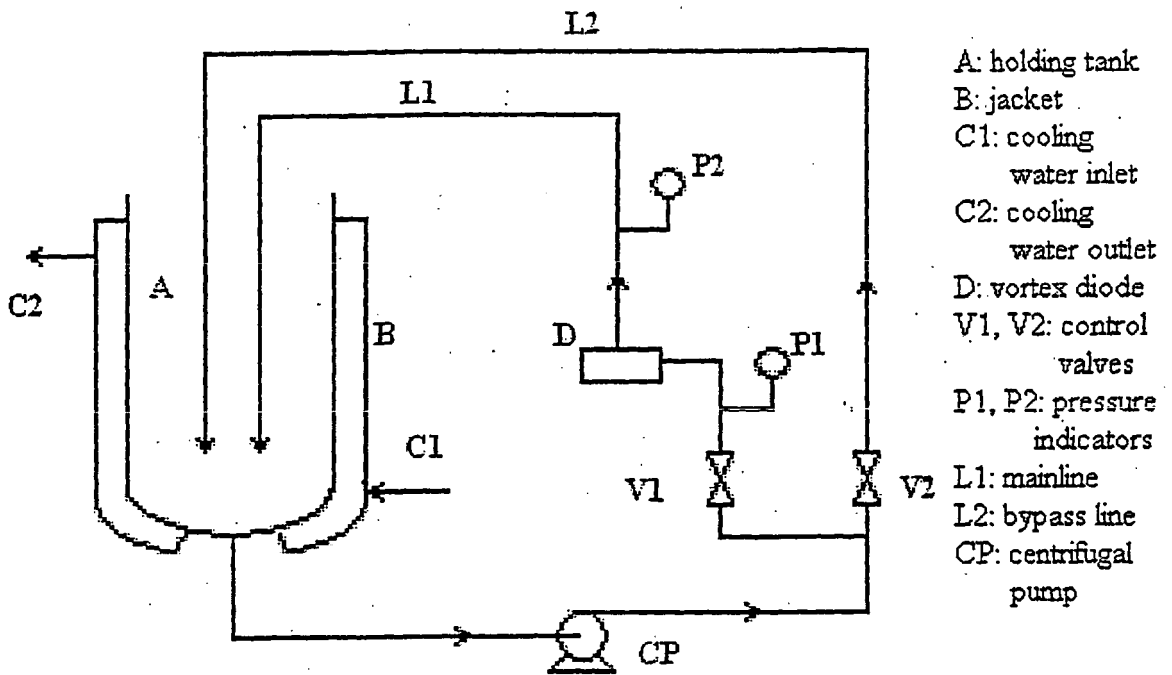 L2
L1
P2
A
C2
B
D
P1
C1
V1
V2
CP
A: holding tank
B: jacket
C1: cooling
water inlet
C2: cooling
water outlet
D: vortex diode
V1, V2: control
valves
P1, P2: pressure
indicators
L1: mainline
L2: bypass line
CP: centrifugal
pump